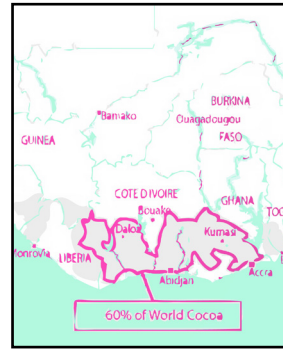 BURKINA
Bamako
Ouagadougou
FASO
GUINEA
COTE D'IVOIRE
GHANA
TOG
Bouake
Daloa
Kumasi
Monrovia
LIBERIA
Accra
Abidjan
60% of World Cocoa